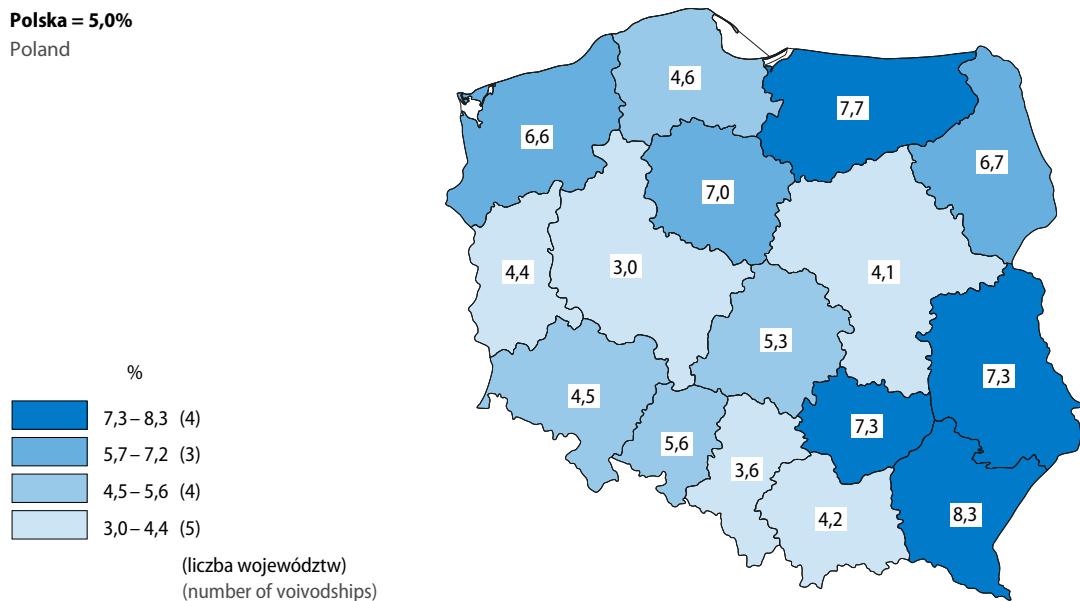 Polska = 5,0%
Poland
4,6
7,7
6,6
6,7
7,0
4,4
3,0
4,1
5,3
7,3
4,5
7,3
5,6
3,6
4,2
8,3
%
7,3 – 8,3 (4)
5,7 – 7,2 (3)
4,5 – 5,6 (4)
3,0 – 4,4 (5)
(liczba województw)
(number of voivodships)